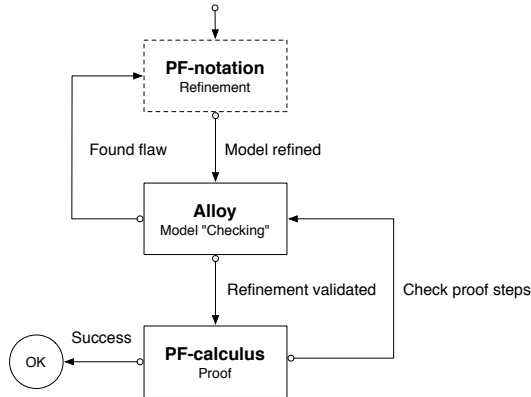 PF-notation
Refinement
Found flaw
Model refined
Alloy
Model "Checking"
Refinement validated
Check proof steps
Success
OK
PF-calculus
Proof